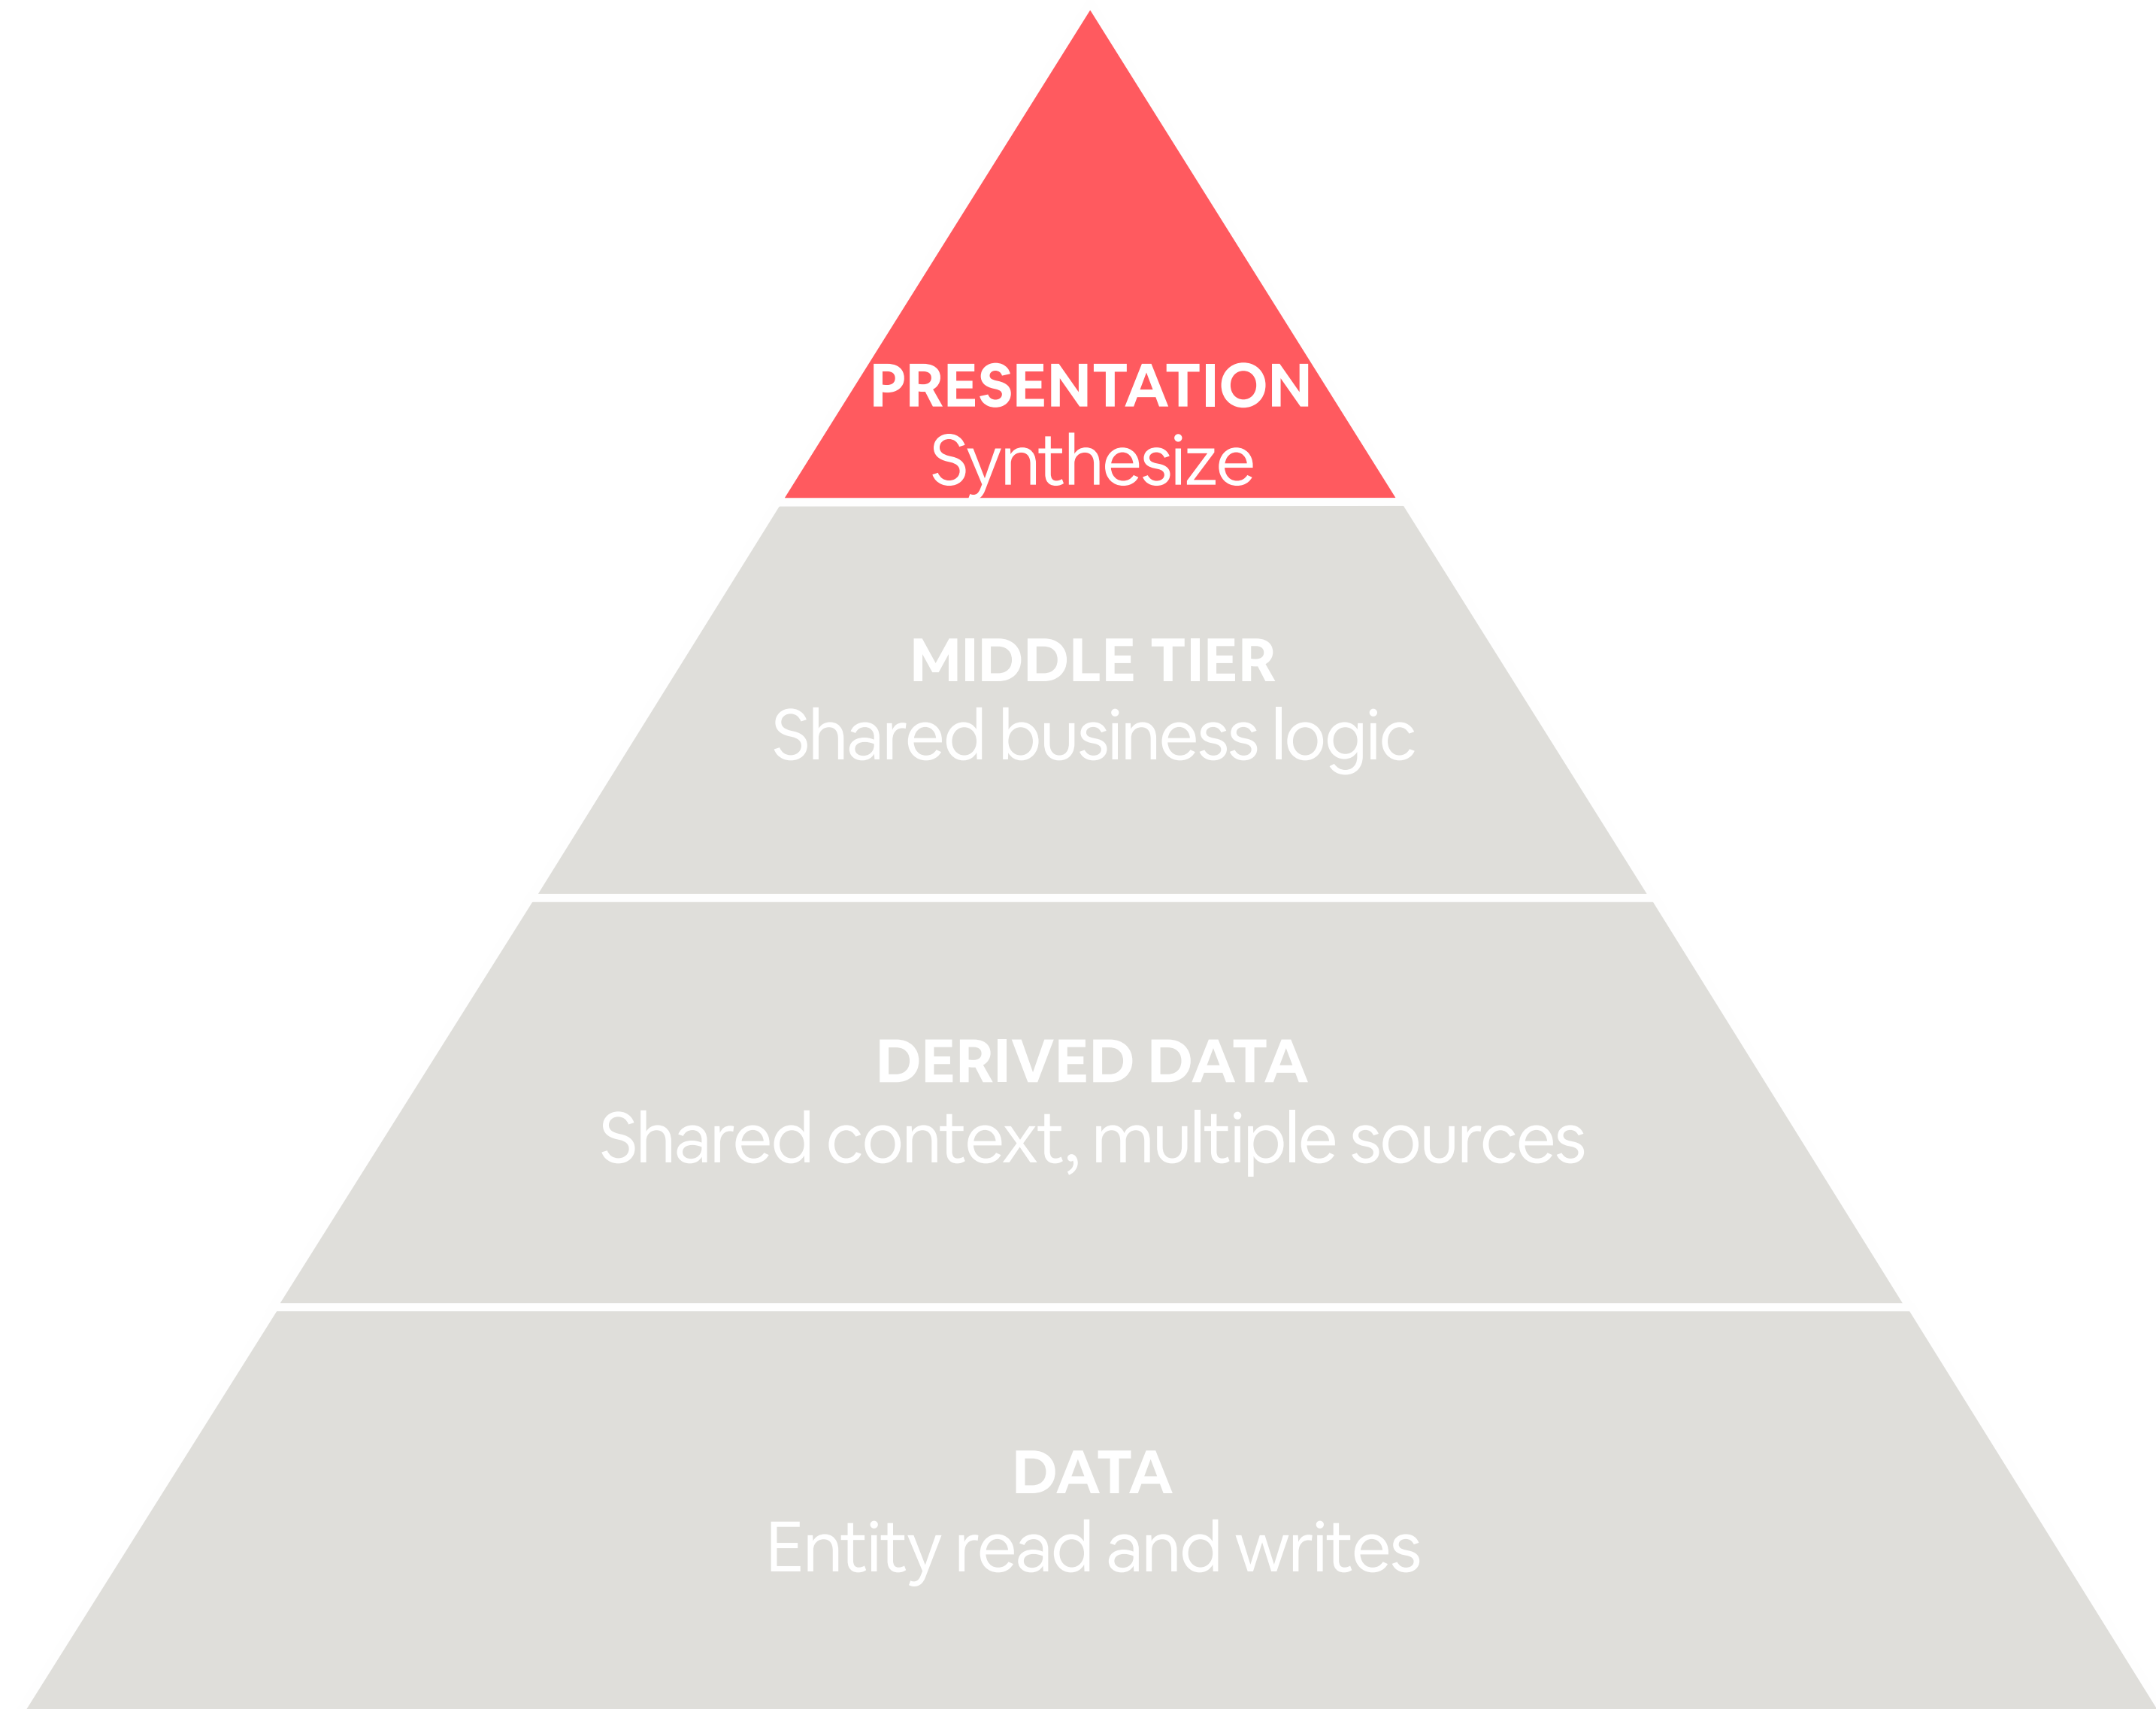 PRESENTATION
Synthesize
MIDDLE TIER
Shared business logic
DERIVED DATA
Shared context, multiple sources
DATA
Entity read and writes